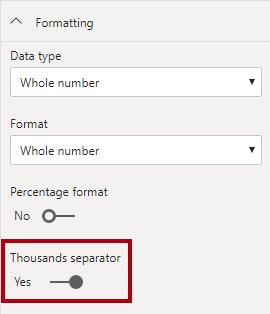 Formatting
Data type
Whole number
Format
Whole number
Percentage format
No
Thousands separator
Yes